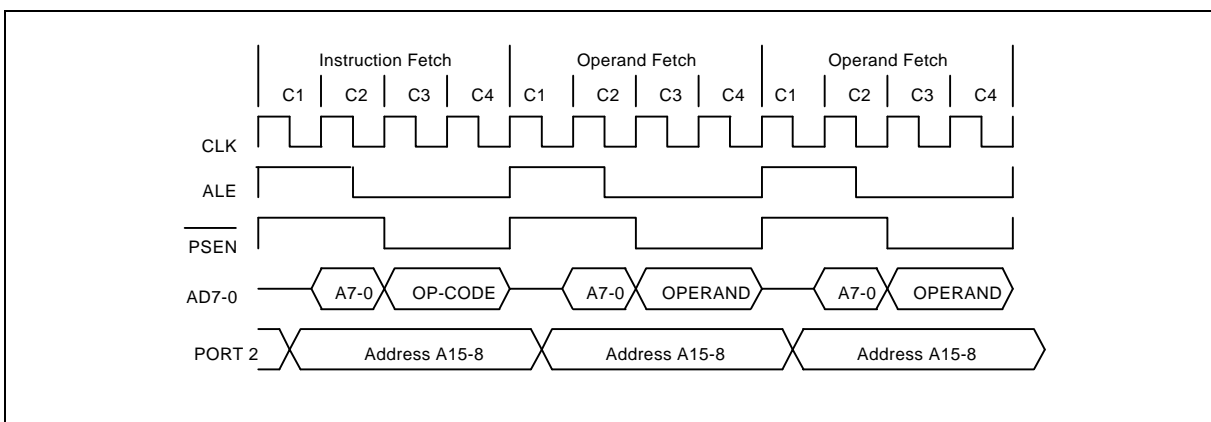 Instruction Fetch Operand Fetch Operand Fetch
C1 C2 C3 C4 C1 C2 C3 C4 C1 C2 C3 C4
CLK
ALE
PSEN
AD7-0 A7-0 OP-CODE A7-0 OPERAND A7-0 OPERAND
PORT 2 Address A15-8 Address A15-8 Address A15-8